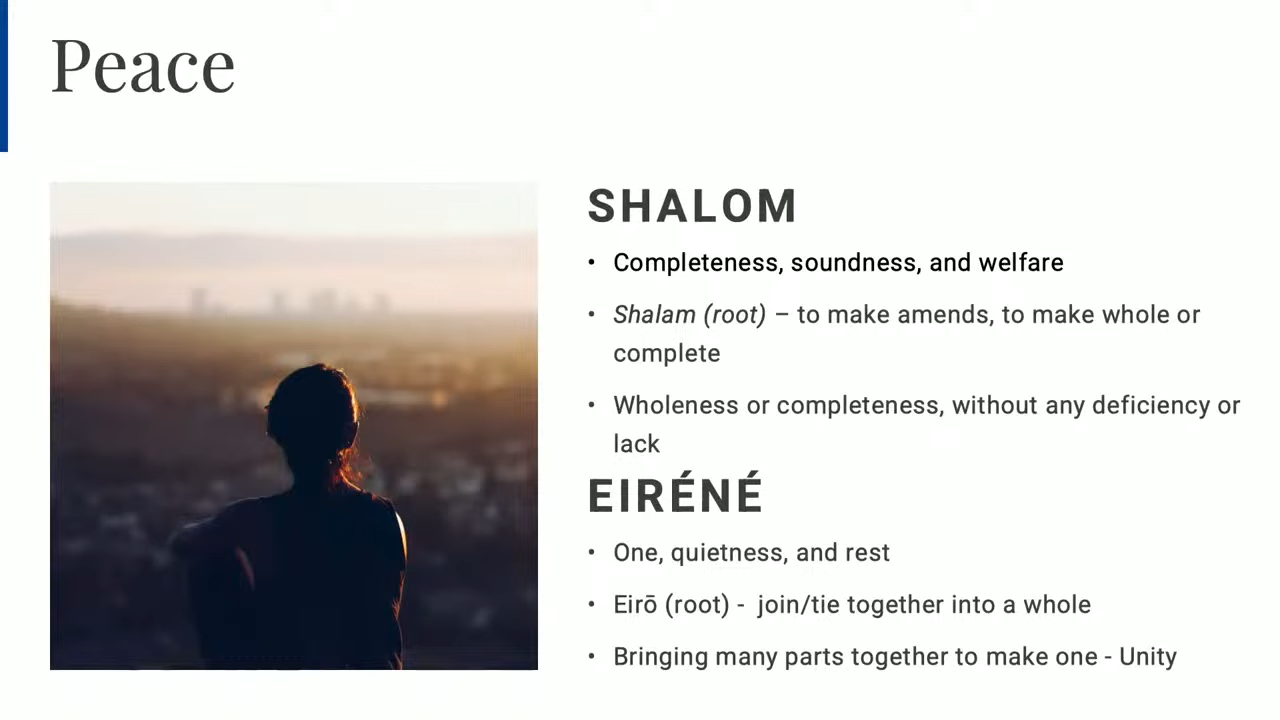 Peace
SHALOM
• Completeness, soundness, and welfare
• Shalam (root) – to make amends, to make whole or
complete
• Wholeness or completeness, without any deficiency or
lack
EIRÉNÉ
• One, quietness, and rest
• Eirō (root) -  join/tie together into a whole
• Bringing many parts together to make one - Unity